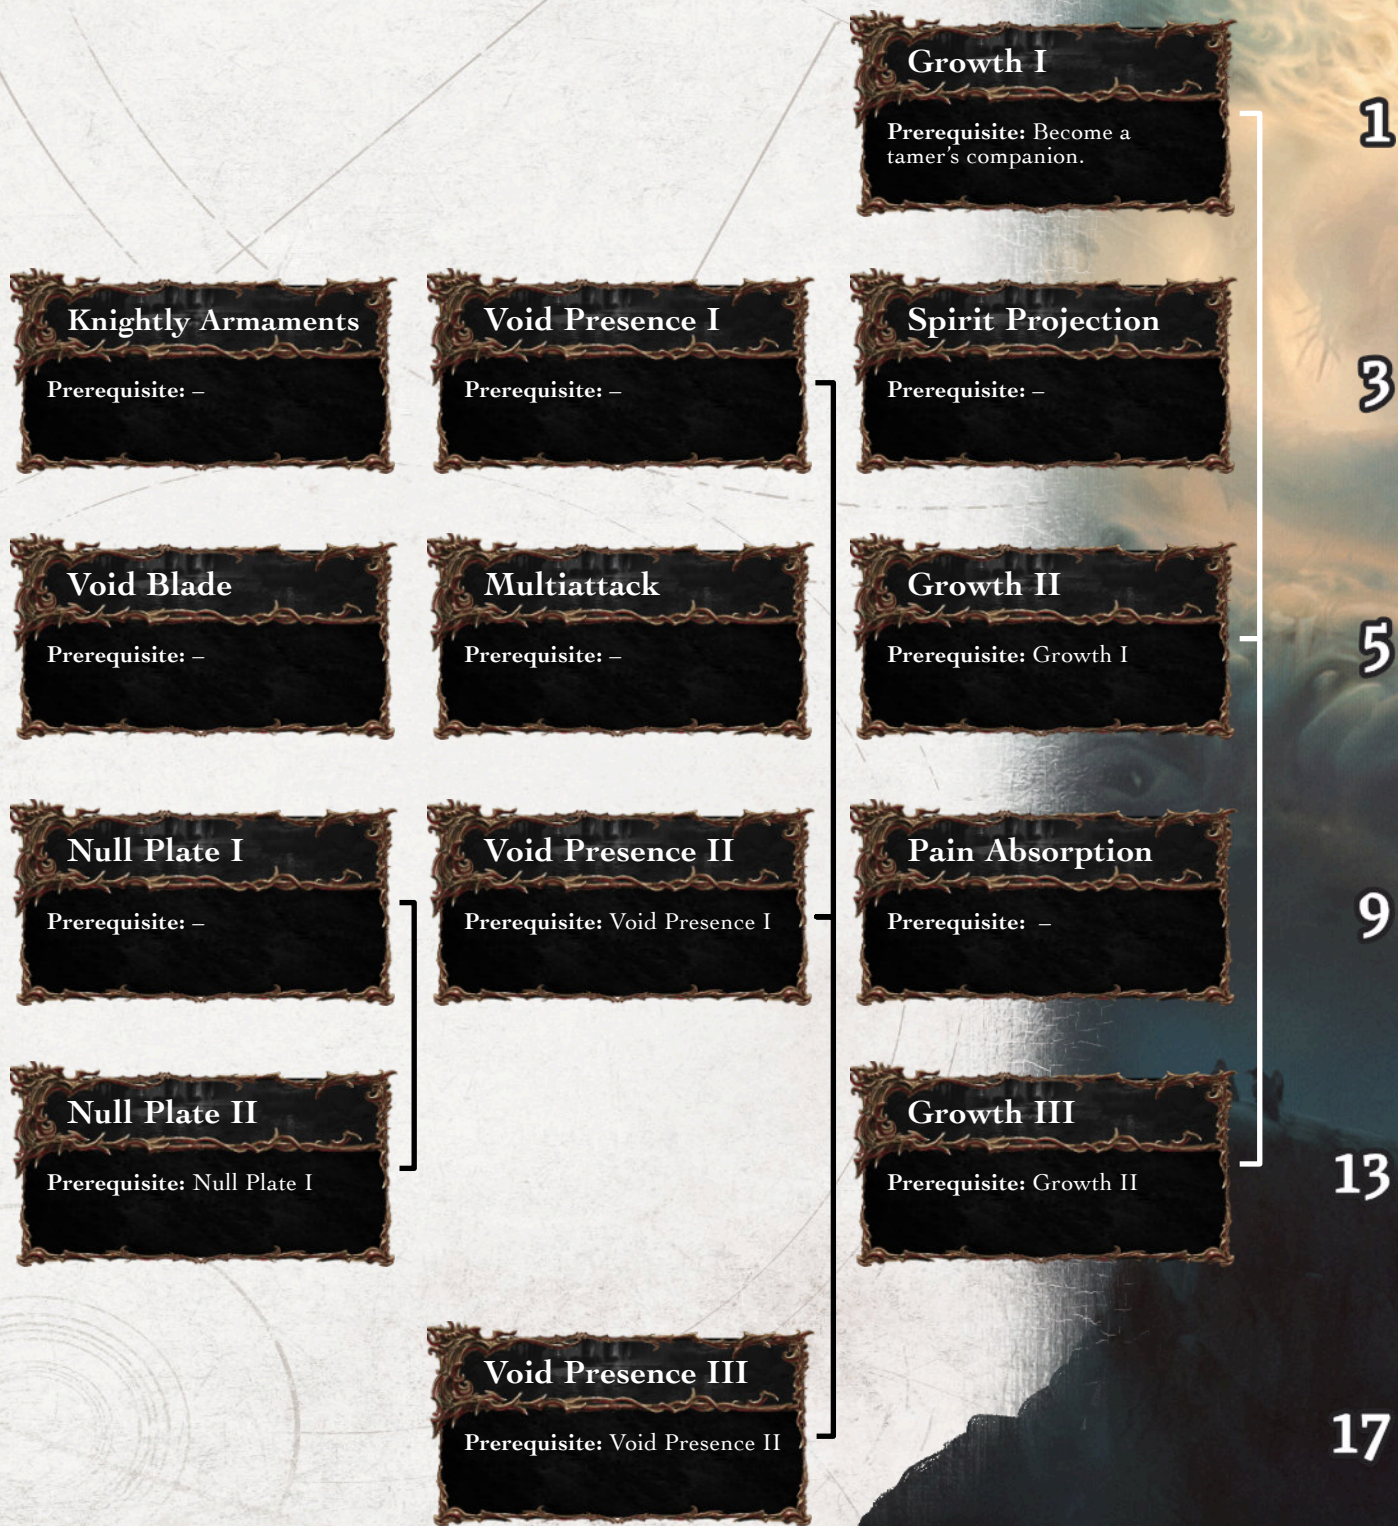 Growth I
Prerequisite: Become a
tamer's companion.
1
Knightly Armaments
Prerequisite: –
Void Presence I
Prerequisite: –
Spirit Projection
Prerequisite: –
3
Void Blade
Prerequisite: –
Multiattack
Prerequisite: –
Growth II
Prerequisite: Growth I
5
Null Plate I
Prerequisite: –
Void Presence II
Prerequisite: Void Presence I
Pain Absorption
Prerequisite: –
9
Null Plate II
Prerequisite: Null Plate I
Growth III
Prerequisite: Growth II
13
Void Presence III
Prerequisite: Void Presence II
17